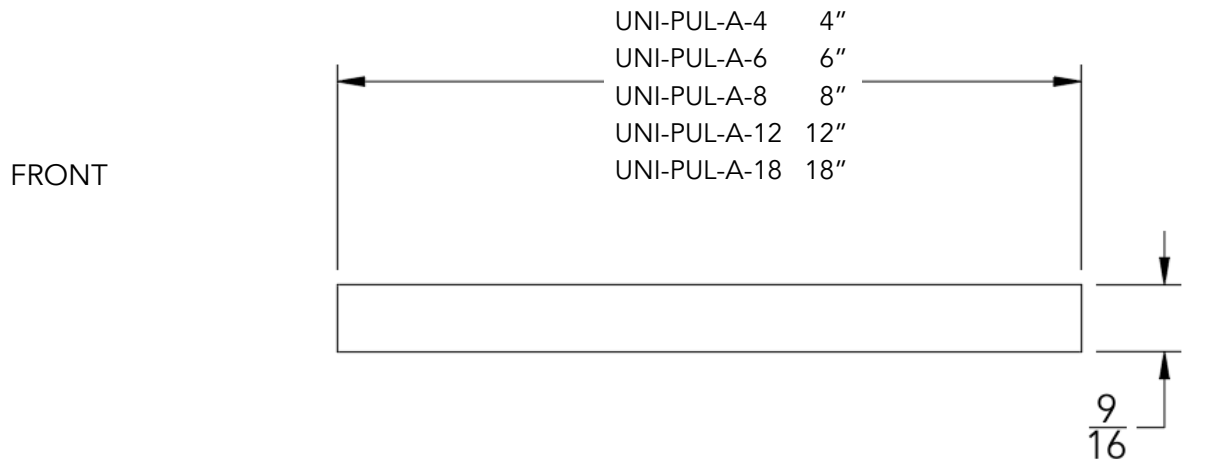 UNI-PUL-A-4 4”
UNI-PUL-A-6 6”
UNI-PUL-A-8 8”
UNI-PUL-A-12 12”
UNI-PUL-A-18 18”
FRONT
9
16